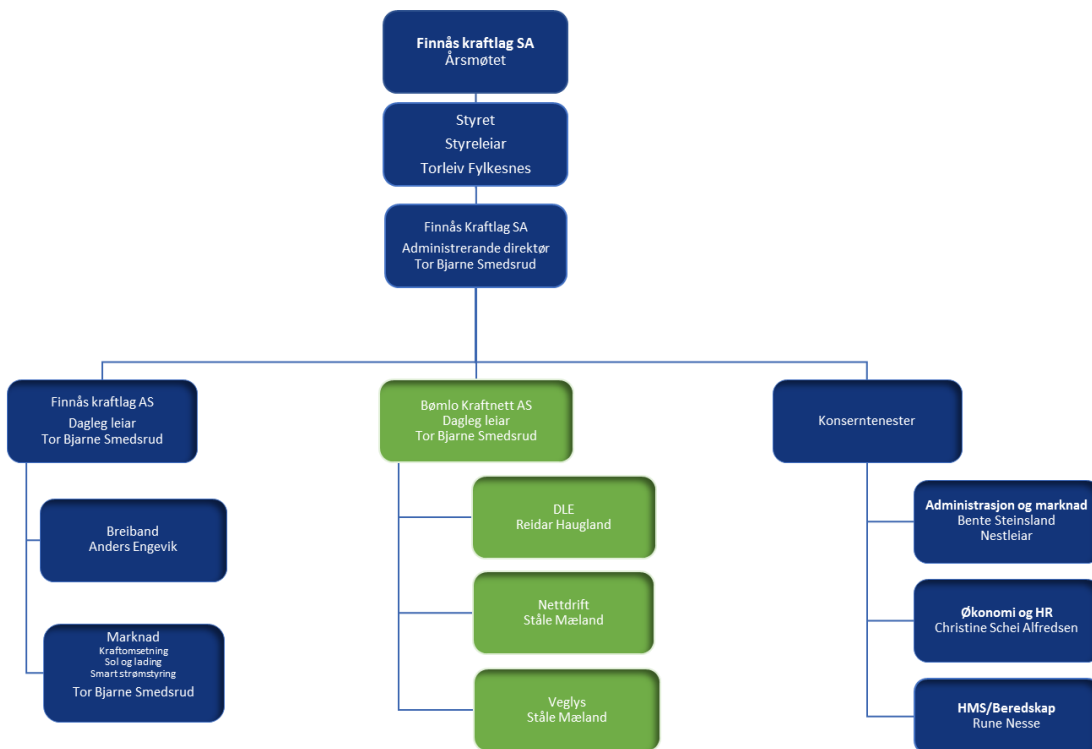 Finnås kraftlag SA
Årsmøtet
Styret
Styreleiar
Torleiv Fylkesnes
Finnås Kraftlag SA
Administrerande direktør
Tor Bjarne Smedsrud
Finnås kraftlag AS
Dagleg leiar
Tor Bjarne Smedsrud
Breiband
Anders Engevik
Marknad
Kraftomsetning
Sol og lading
Smart strømstyring
Tor Bjarne Smedsrud
Bømlo Kraftnett AS
Dagleg leiar
Tor Bjarne Smedsrud
DLE
Reidar Haugland
Nettdrift
Ståle Mæland
Veglys
Ståle Mæland
Konserntenester
Administrasjon og marknad
Bente Steinsland
Nestleiar
Økonomi og HR
Christine Schei Alfredsen
HMS/Beredskap
Rune Nesse